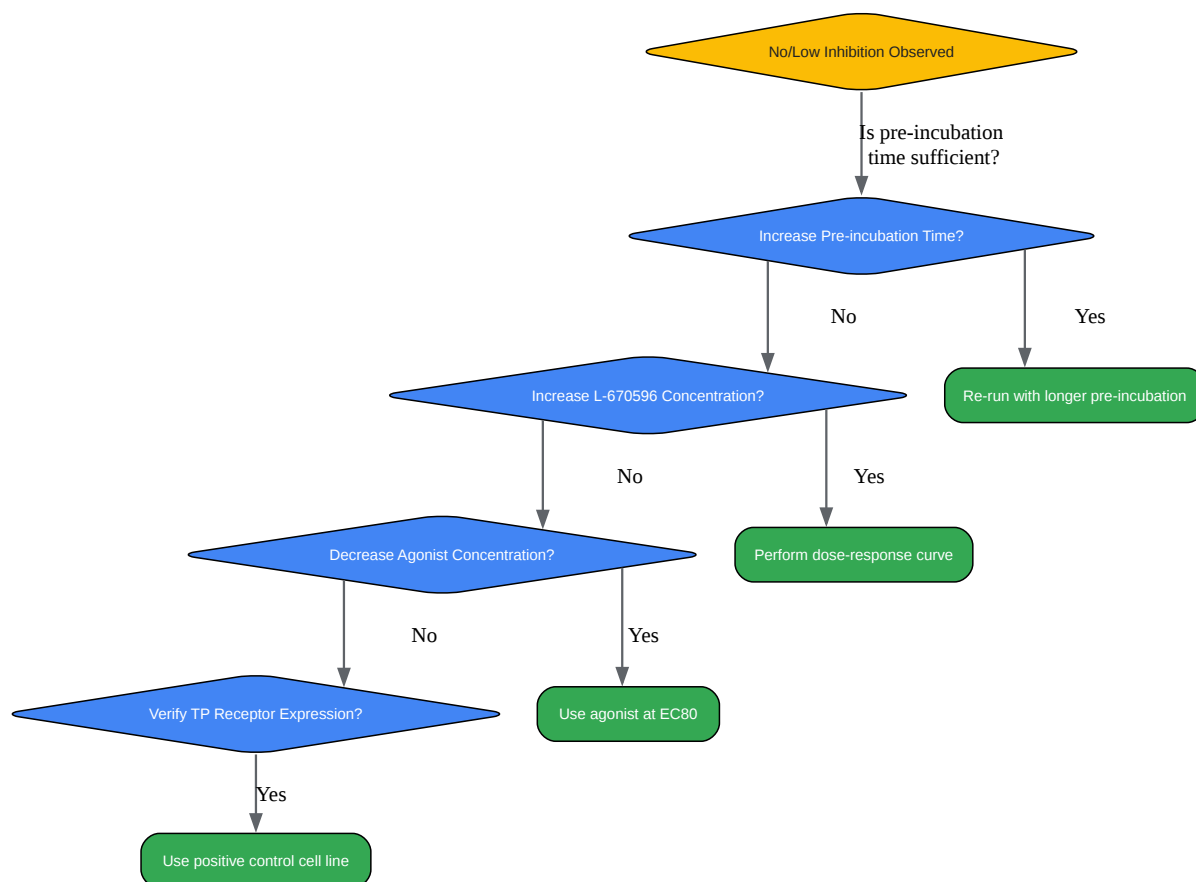 No/Low Inhibition Observed
Is pre-incubation
time sufficient?
Increase Pre-incubation Time?
No
Yes
Increase L-670596 Concentration?
Re-run with longer pre-incubation
No
Yes
Decrease Agonist Concentration?
Perform dose-response curve
No
Yes
Verify TP Receptor Expression?
Use agonist at EC80
Yes
Use positive control cell line